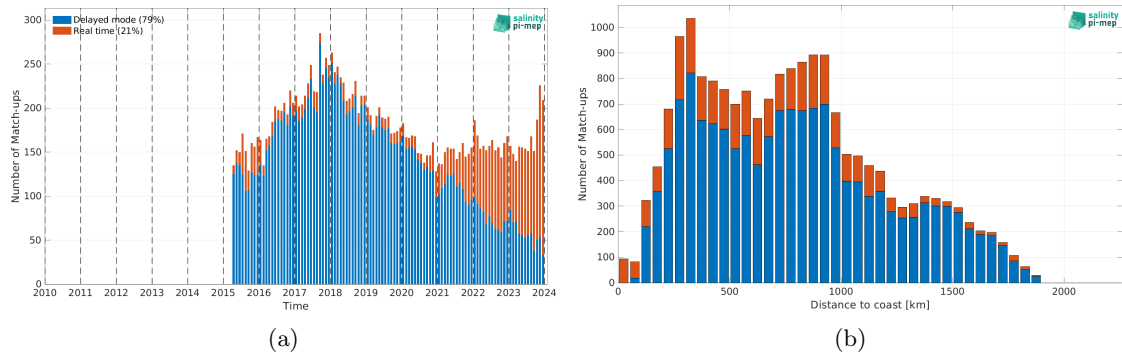 Delayed mode (79%)
Real time (21%)
salinity
pi-mep
Number of Match-ups
300
250
200
150
100
50
0
2010 2011 2012 2013 2014 2015 2016 2017 2018 2019 2020 2021 2022 2023 2024
Time
(a)
salinity
pi-mep
Number of Match-ups
1000
900
800
700
600
500
400
300
200
100
0
0 500 1000 1500 2000
Distance to coast [km]
(b)